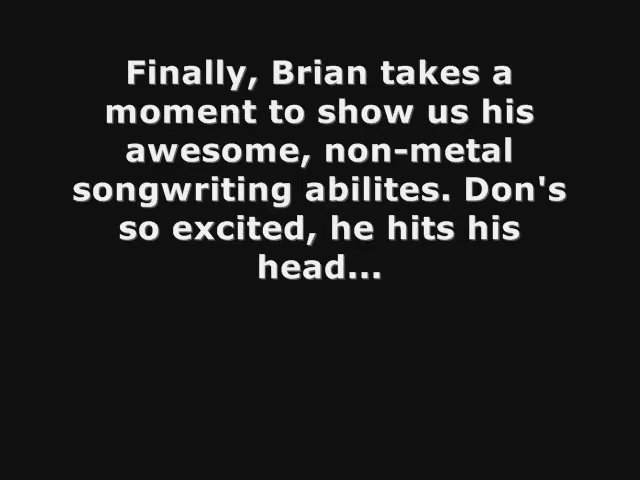 Finally, Brian takes a
moment to show us his
awesome, non-metal
songwriting abilites. Don's
so excited, he hits his
head...